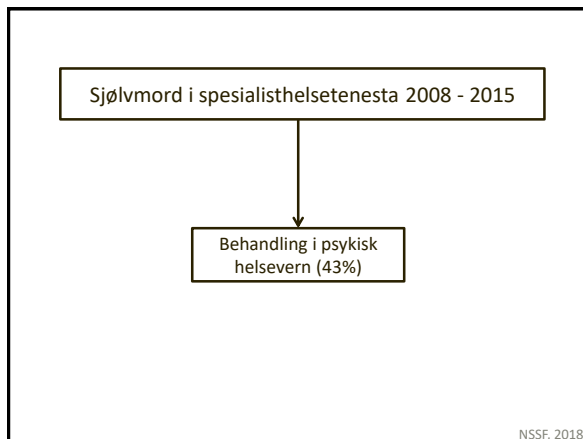 Sjølvmord i spesialisthelsetenesta 2008 - 2015
Behandling i psykisk
helsevern (43%)
NSSF, 2018